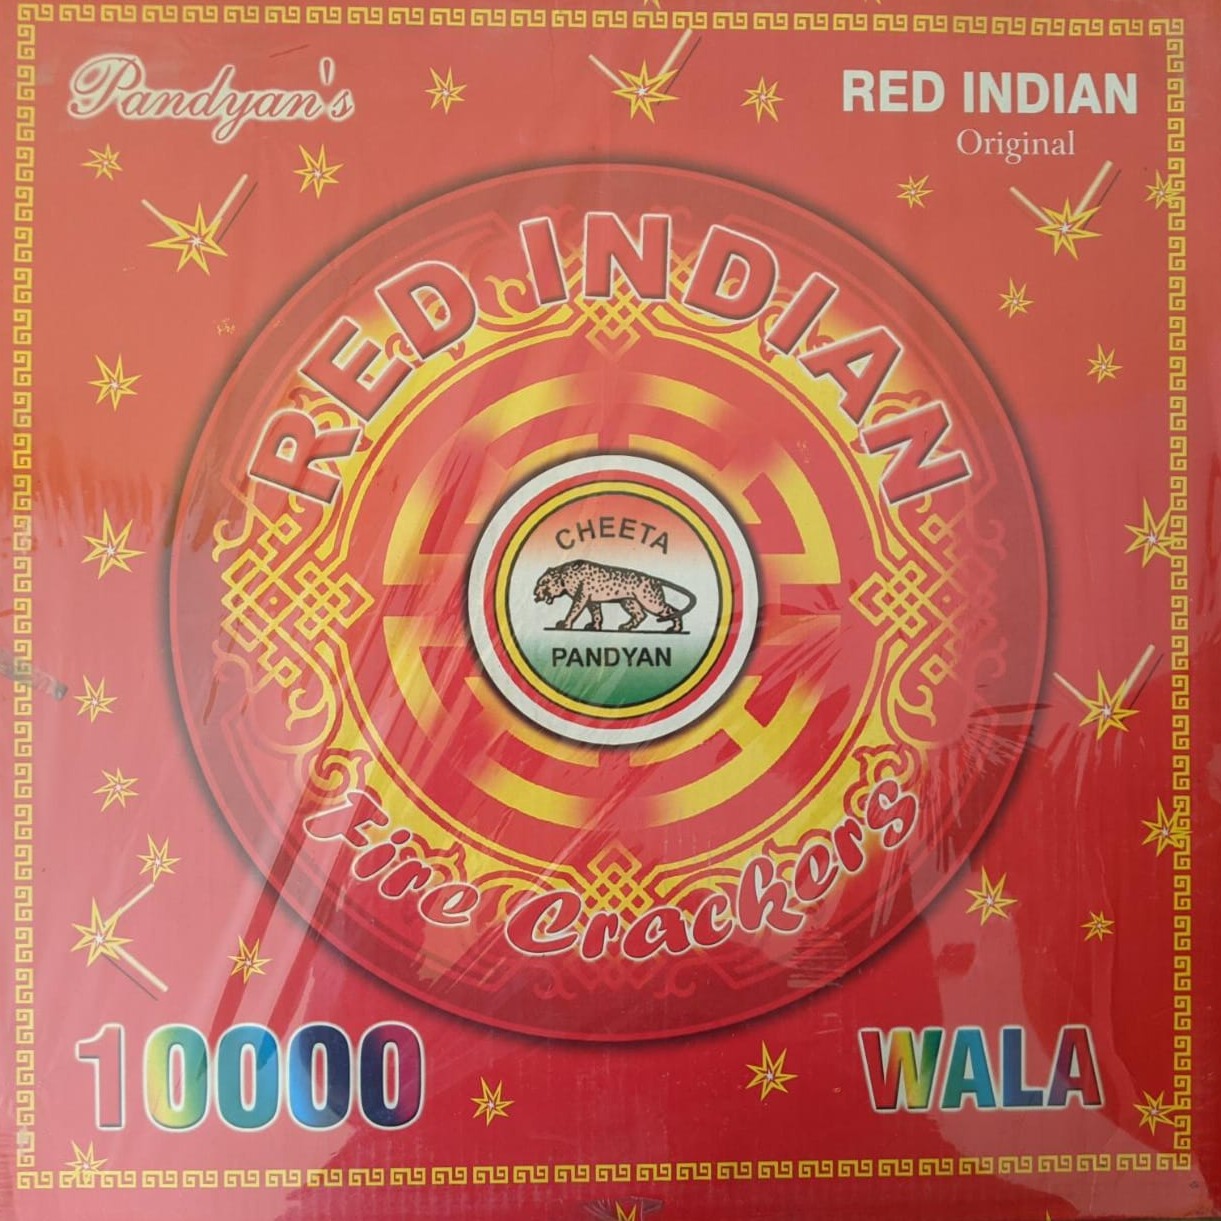 Pandyan's
RED INDIAN
Original
RED INDIAN
CHEETA
PANDYAN
Fire Crackers
10000
WALA